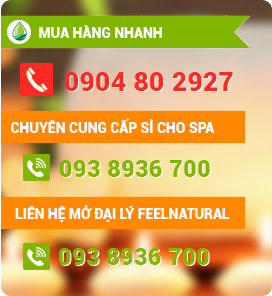 MUA HÀNG NHANH
0904 80 2927
CHUYÊN CUNG CẤP SỈ CHO SPA
093 8936 700
LIÊN HỆ MỞ ĐẠI LÝ FEELNATURAL
093 8936 700